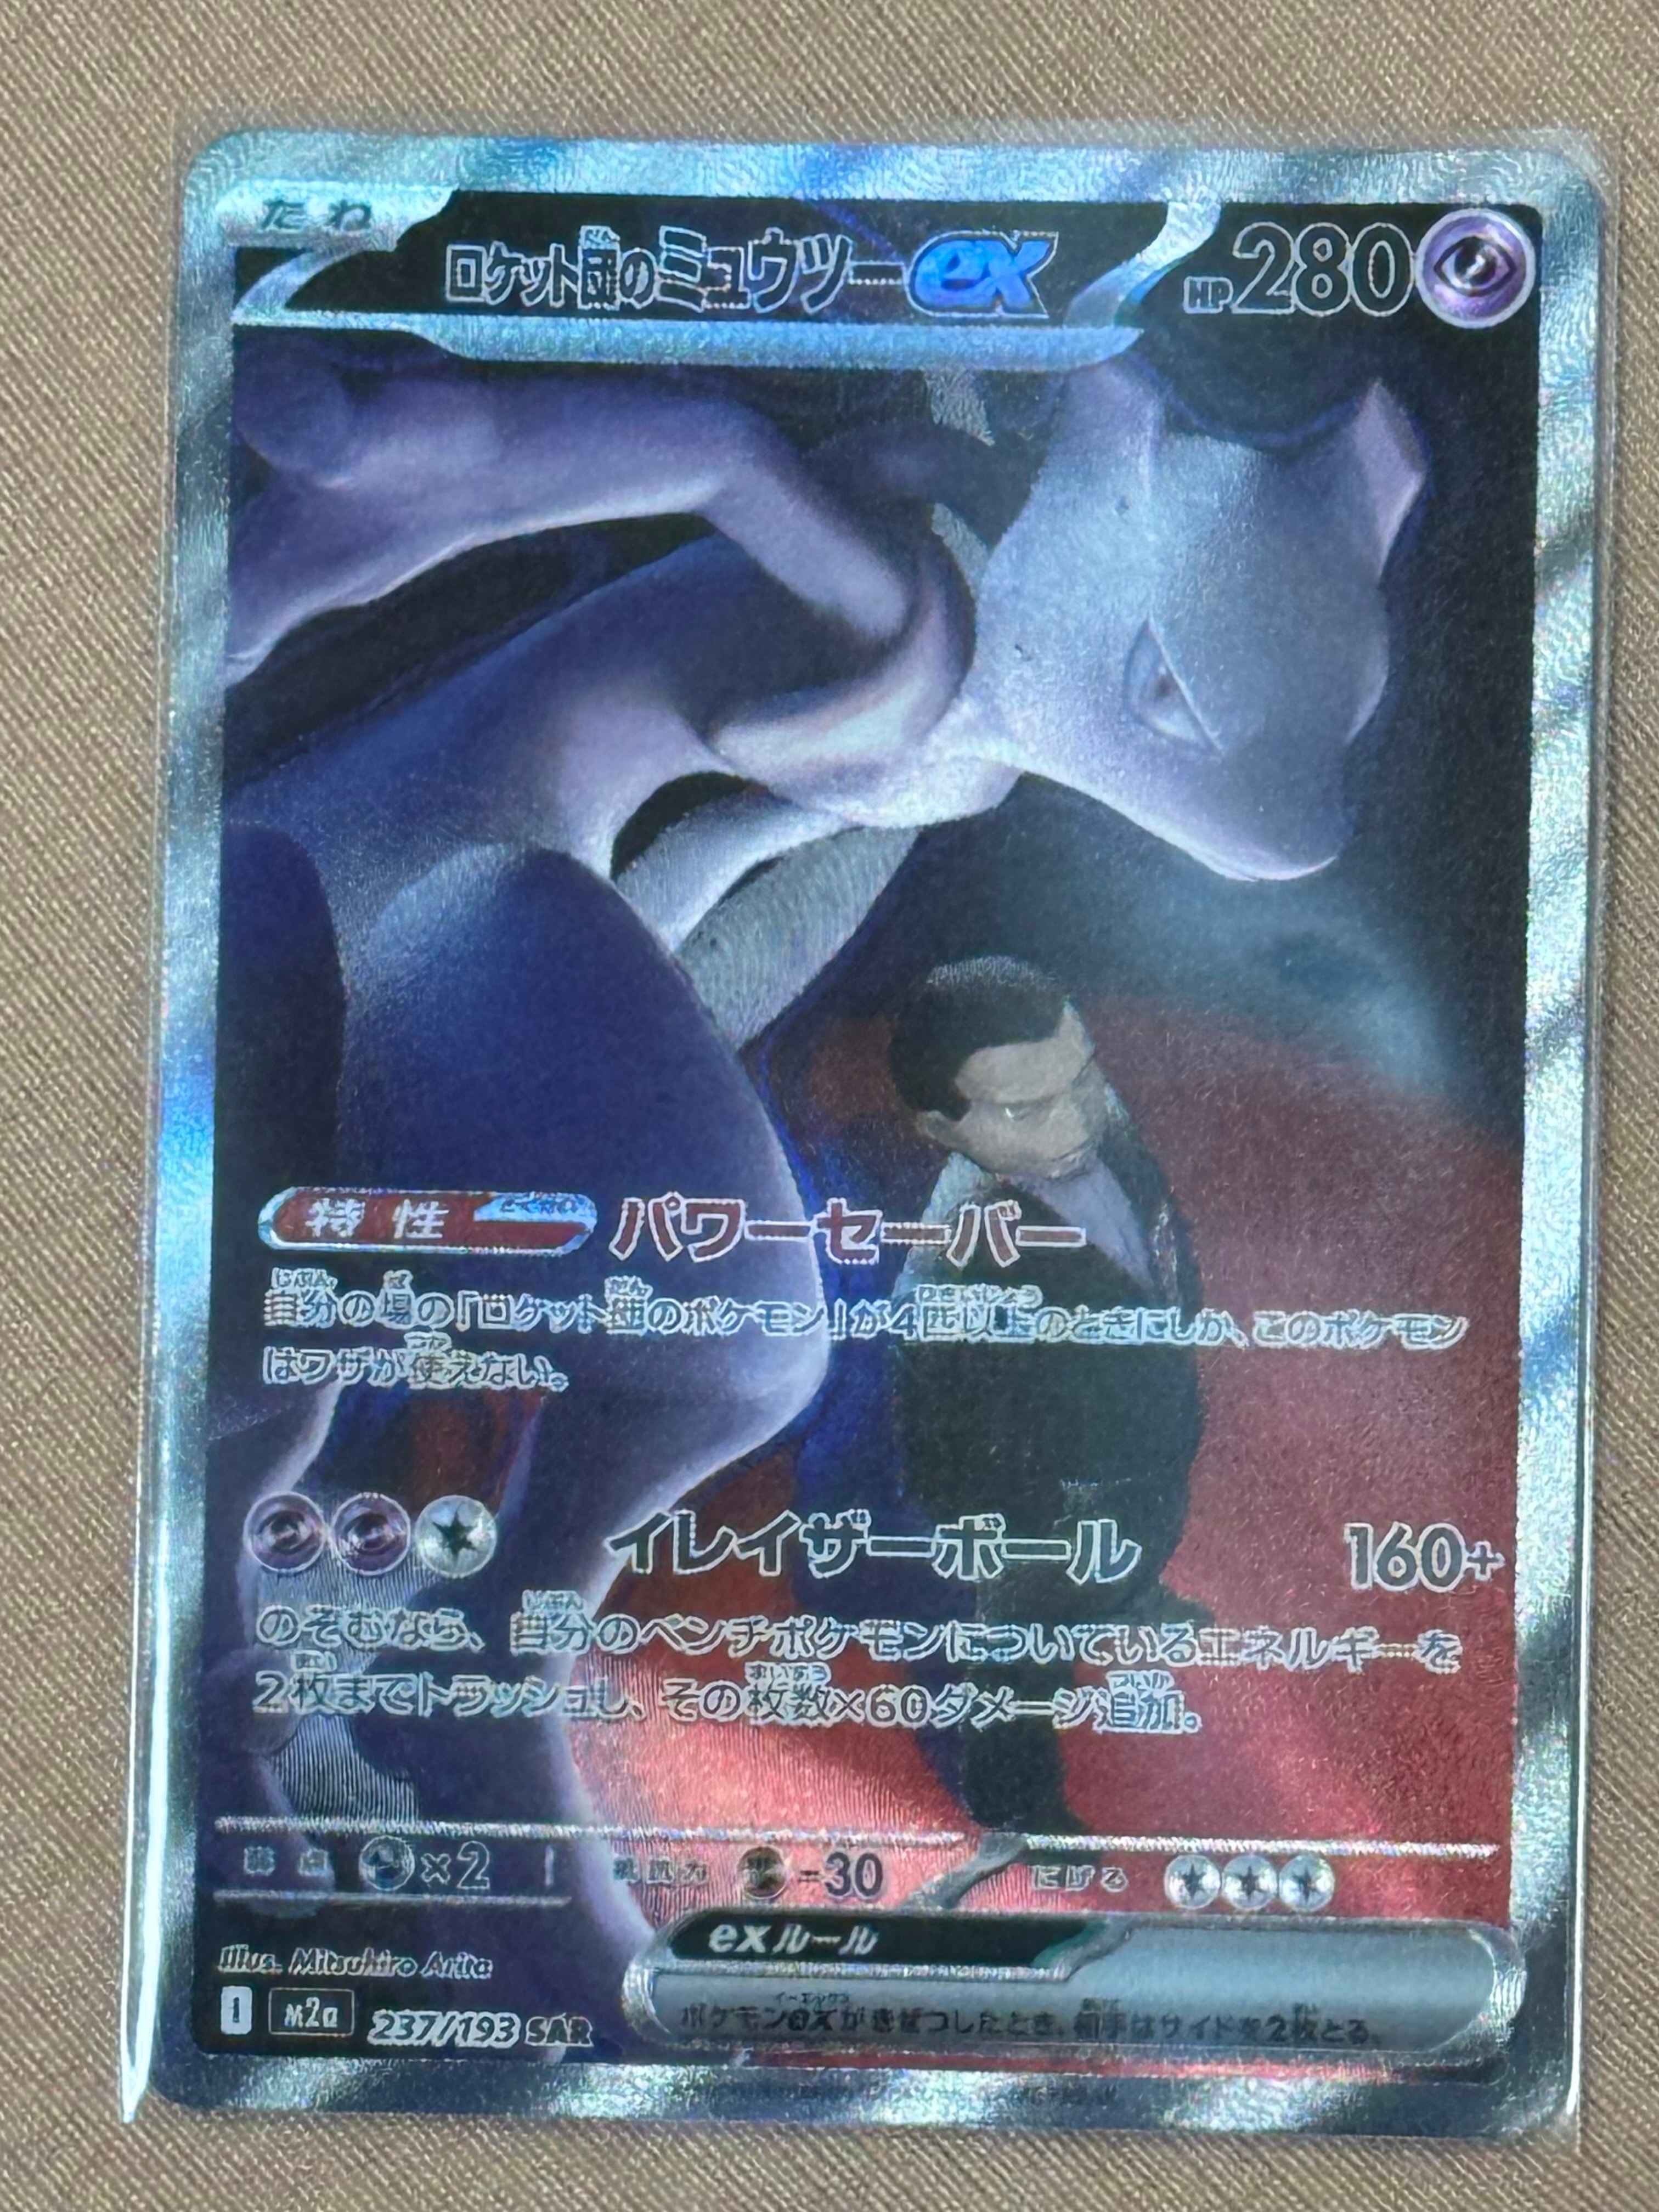 たね
ロケット団のミュウツーex HP280
特性 パワーセーバー
自分の場の「ロケット団のポケモン」が4匹以上のときにしか、このポケモン
はワザが使えない。
イレイザーボール 160+
のぞむなら、自分のベンチポケモンについているエネルギーを
2枚までトラッシュし、その枚数×60ダメージ追加。
弱点 ×2 抵抗力 -30 にげる
Illus. Mitsuhiro Arita
exルール
I M2a 237/193 SAR
ポケモンexがきぜつしたとき、相手はサイドを2枚とる。